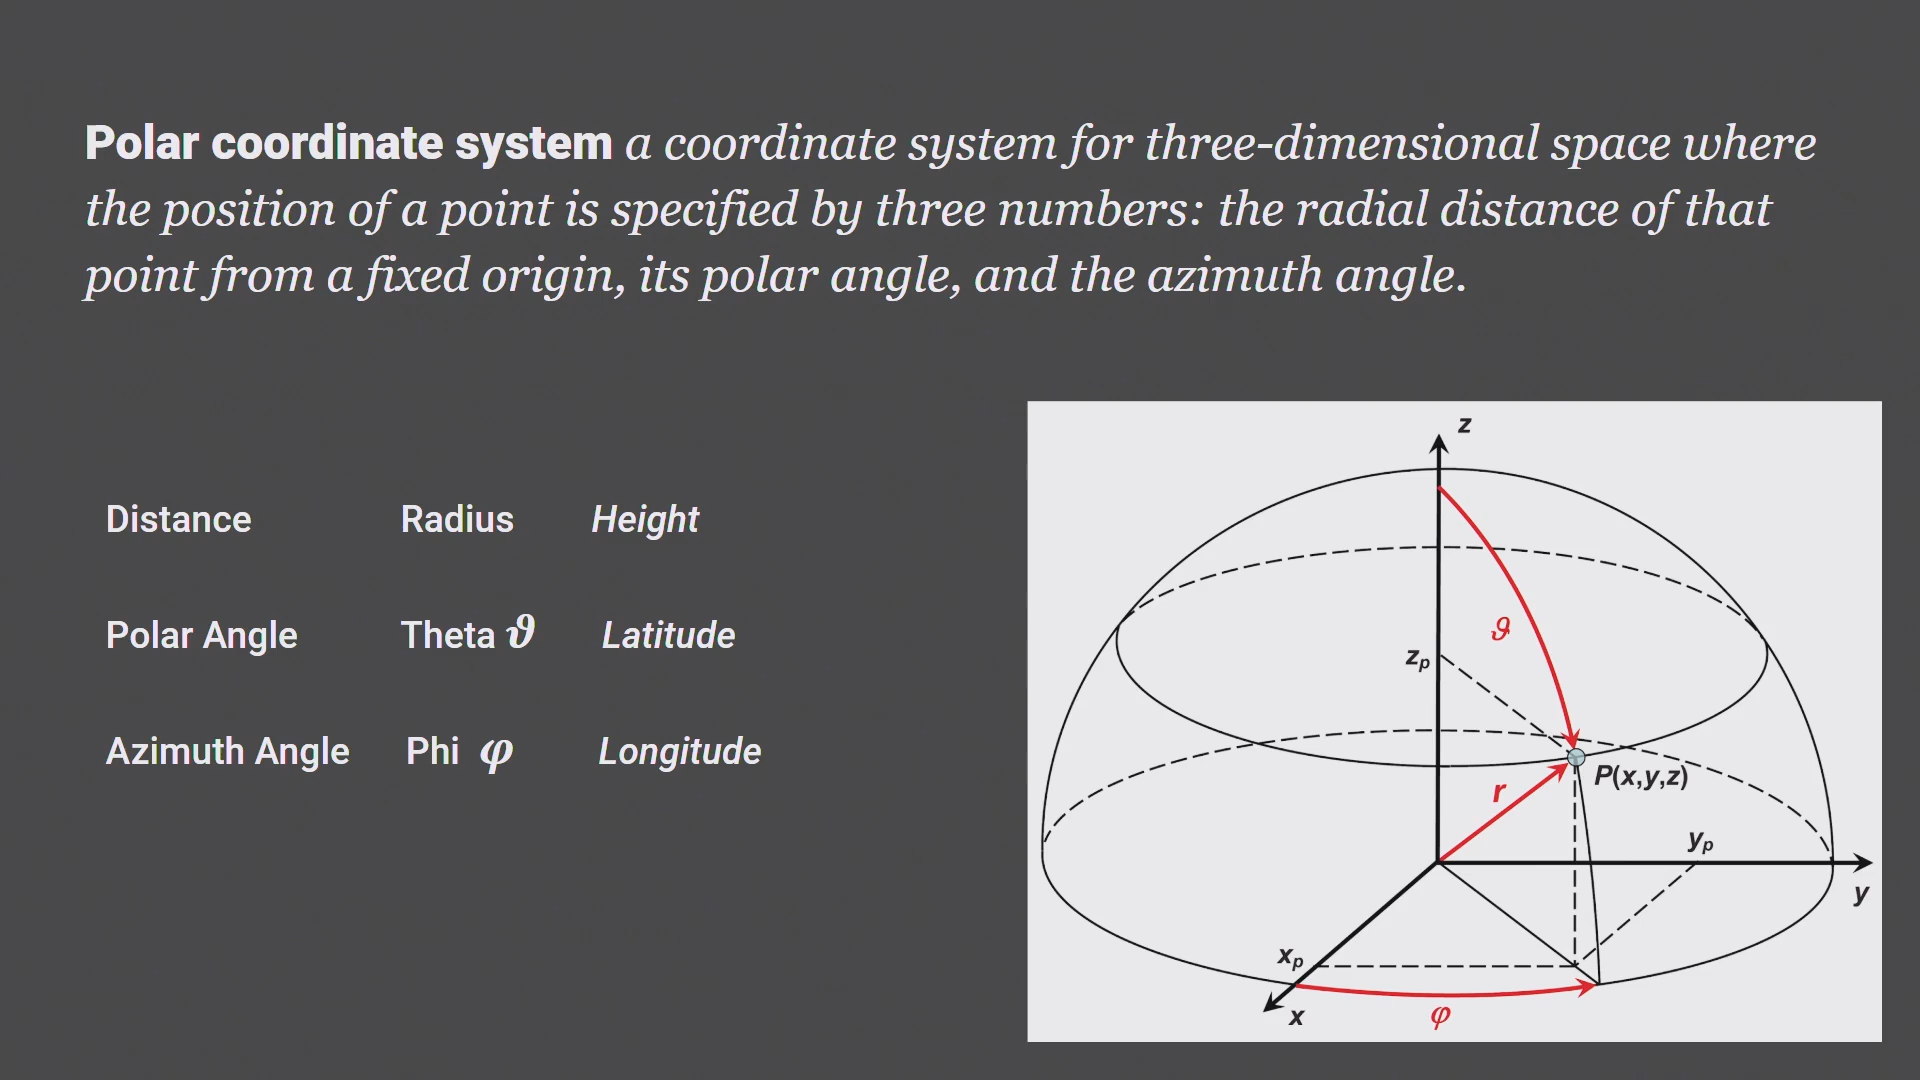 Polar coordinate system a coordinate system for three-dimensional space where
the position of a point is specified by three numbers: the radial distance of that
point from a fixed origin, its polar angle, and the azimuth angle.
Distance Radius Height
Polar Angle Theta ϑ Latitude
Azimuth Angle Phi φ Longitude
z
ϑ
zp
P(x,y,z)
r
yp
y
xp
x
φ